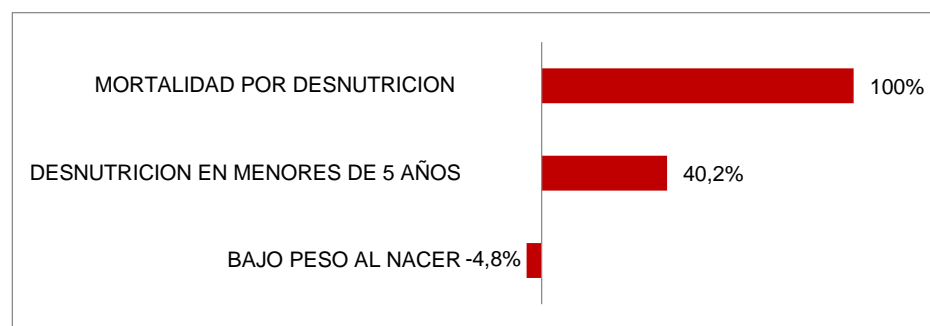 MORTALIDAD POR DESNUTRICION 100%
DESNUTRICION EN MENORES DE 5 AÑOS 40,2%
BAJO PESO AL NACER -4,8%